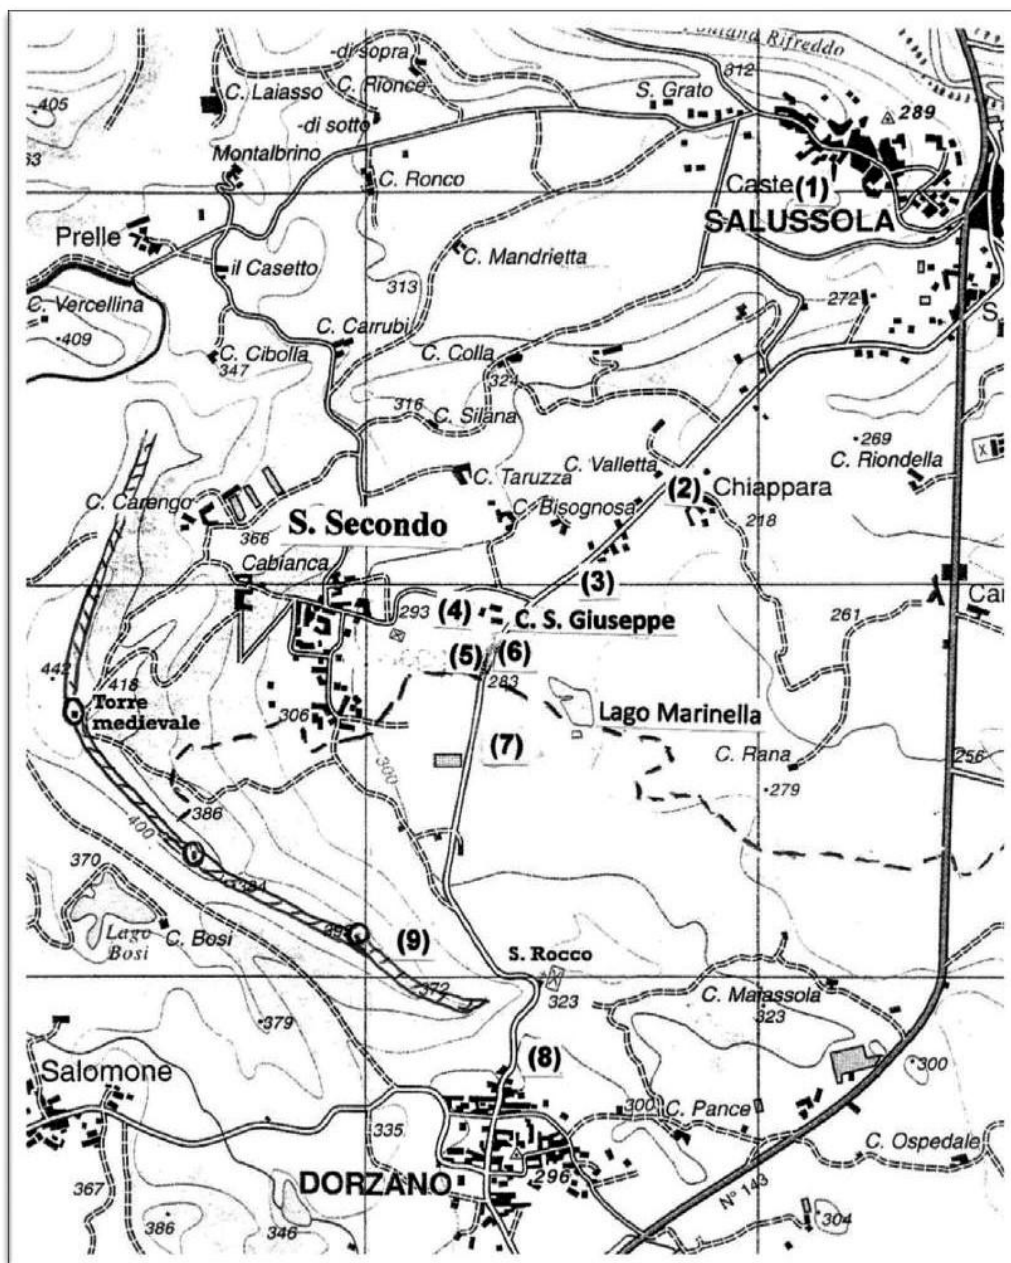 Fontana Rifreddo
-di sopra
312
C. Rionce
C. Laiasso
S. Grato
405
289
-di sotto
Montalbrino
C. Ronco
Caste (1)
SALUSSOLA
Prelle
C. Mandrietta
il Casetto
313
C. Vercellina
272
S.
C. Carrubi
409
C. Cibolla
C. Colla
347
324
316
C. Silana
269
C. Riondella
C. Valletta
C. Taruzza
(2)
Chiappara
C. Carengo
C. Bisognosa
218
S. Secondo
366
Cabianca
(3)
Car
293
(4)
C. S. Giuseppe
261
(5)
(6)
442
418
283
Torre
medievale
306
Lago Marinella
(7)
C. Rana
256
300
279
386
400
370
384
Lago
Bosi
C. Bosi
(9)
S. Rocco
372
323
C. Maiassola
323
379
(8)
300
Salomone
300
C. Pance
335
C. Ospedale
DORZANO
296
367
N° 143
386
346
304